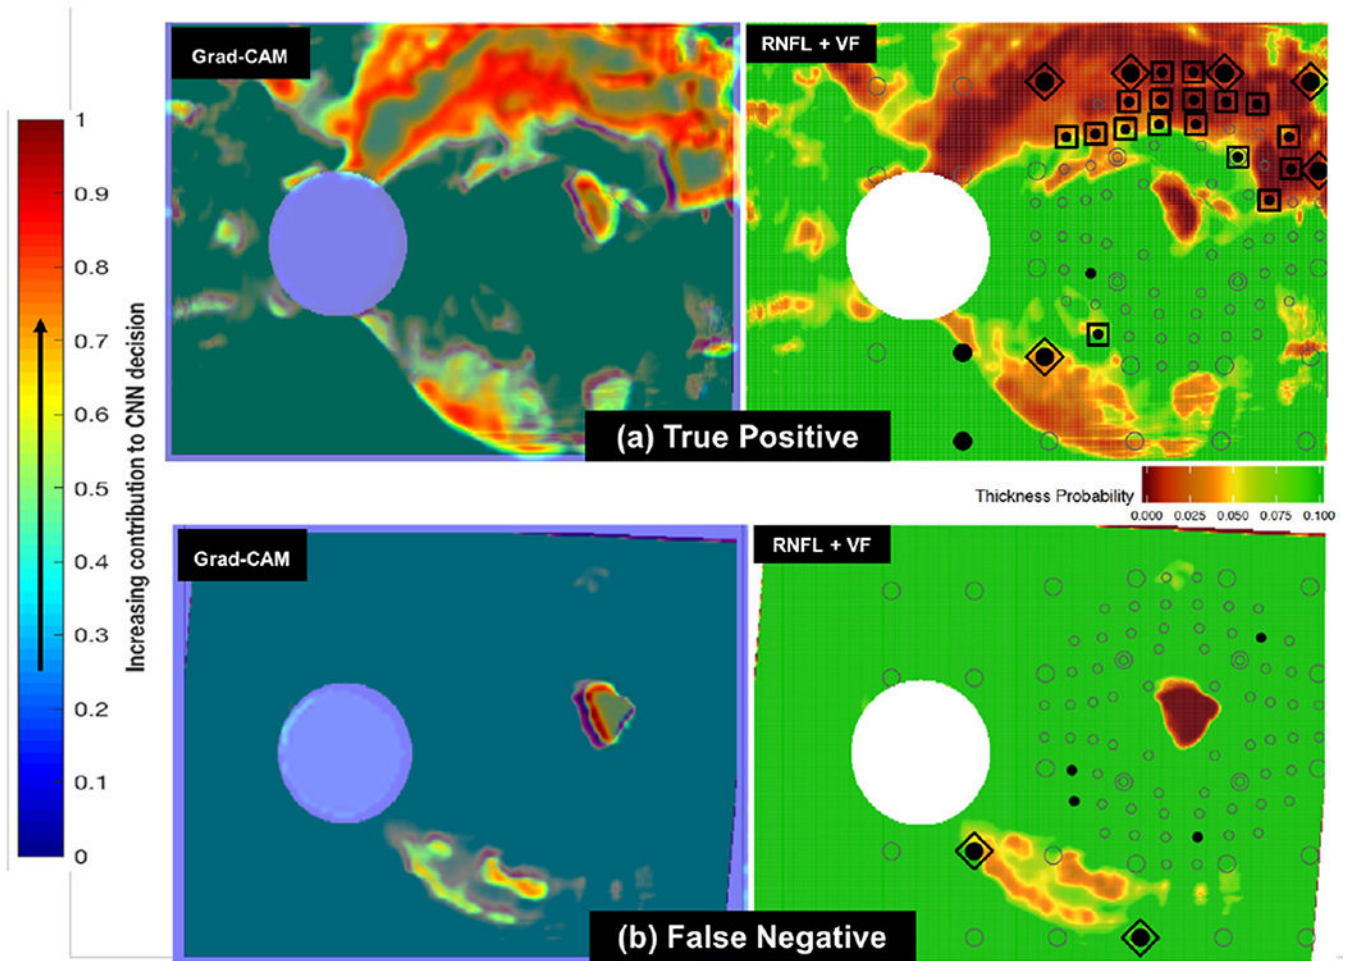 Grad-CAM
RNFL + VF
1
0.9
0.8
0.7
0.6
0.5
0.4
0.3
0.2
0.1
0
Increasing contribution to CNN decision
(a) True Positive
Thickness Probability
0.000 0.025 0.050 0.075 0.100
Grad-CAM
RNFL + VF
(b) False Negative